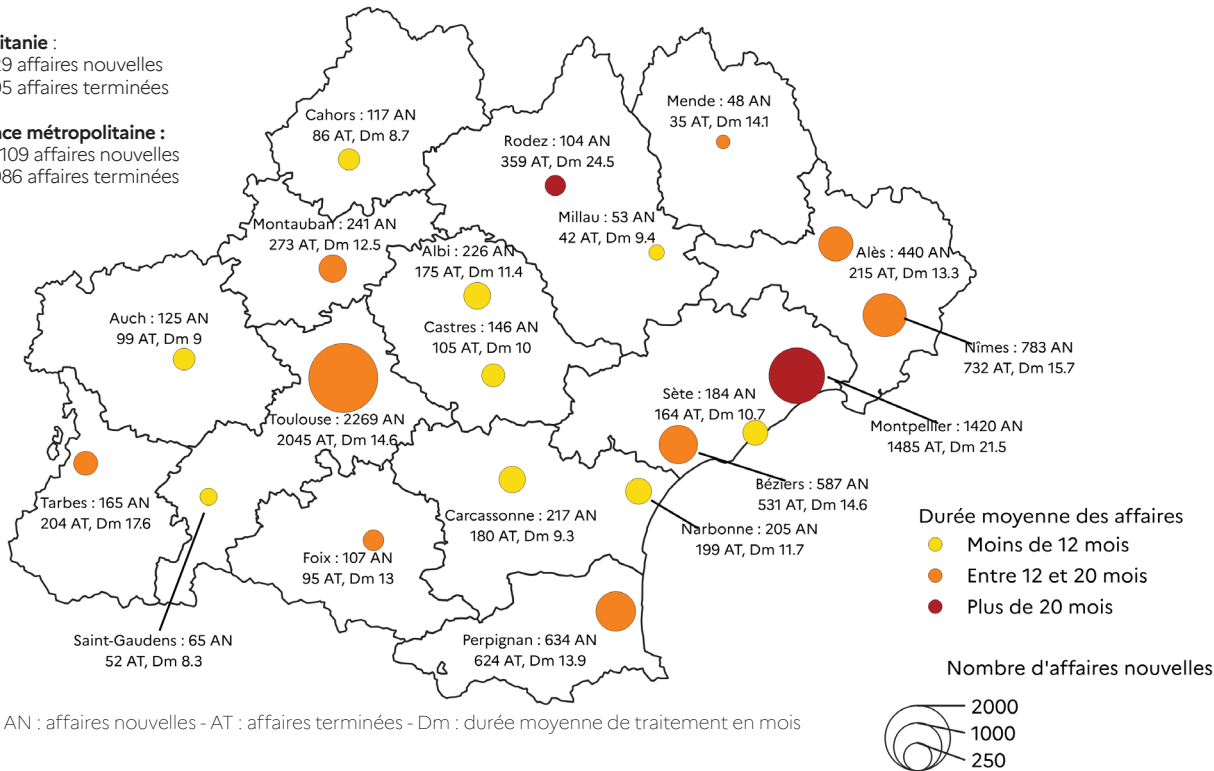 itanie :
29 affaires nouvelles
05 affaires terminées
nce métropolitaine :
109 affaires nouvelles
086 affaires terminées
Cahors : 117 AN
86 AT, Dm 8.7
Rodez : 104 AN
359 AT, Dm 24.5
Mende : 48 AN
35 AT, Dm 14.1
Millau : 53 AN
42 AT, Dm 9.4
Montauban : 241 AN
273 AT, Dm 12.5
Albi : 226 AN
175 AT, Dm 11.4
Alès : 440 AN
215 AT, Dm 13.3
Auch : 125 AN
99 AT, Dm 9
Castres : 146 AN
105 AT, Dm 10
Nîmes : 783 AN
732 AT, Dm 15.7
Toulouse : 2269 AN
2045 AT, Dm 14.6
Sète : 184 AN
164 AT, Dm 10.7
Montpellier : 1420 AN
1485 AT, Dm 21.5
Tarbes : 165 AN
204 AT, Dm 17.6
Carcassonne : 217 AN
180 AT, Dm 9.3
Béziers : 587 AN
531 AT, Dm 14.6
Narbonne : 205 AN
199 AT, Dm 11.7
Foix : 107 AN
95 AT, Dm 13
Saint-Gaudens : 65 AN
52 AT, Dm 8.3
Perpignan : 634 AN
624 AT, Dm 13.9
Durée moyenne des affaires
Moins de 12 mois
Entre 12 et 20 mois
Plus de 20 mois
Nombre d'affaires nouvelles
2000
1000
250
AN : affaires nouvelles - AT : affaires terminées - Dm : durée moyenne de traitement en mois